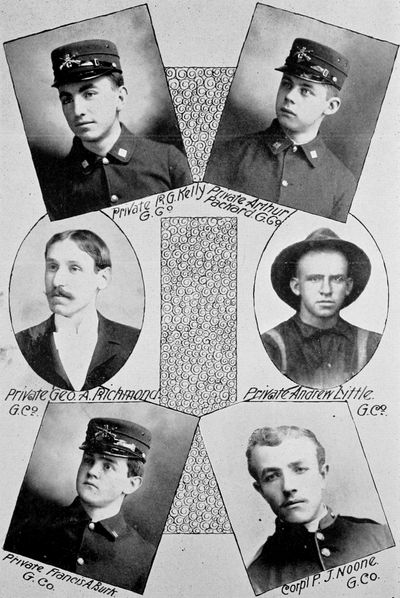 Private P. G. Kelly
G. Co
Private Arthur
Packard G. Co
Private Geo. A. Richmond.
G. Co.
Private Andrew Little.
G. Co.
Private Francis A. Burk
G. Co.
Corpl P. J. Noone.
G. Co.